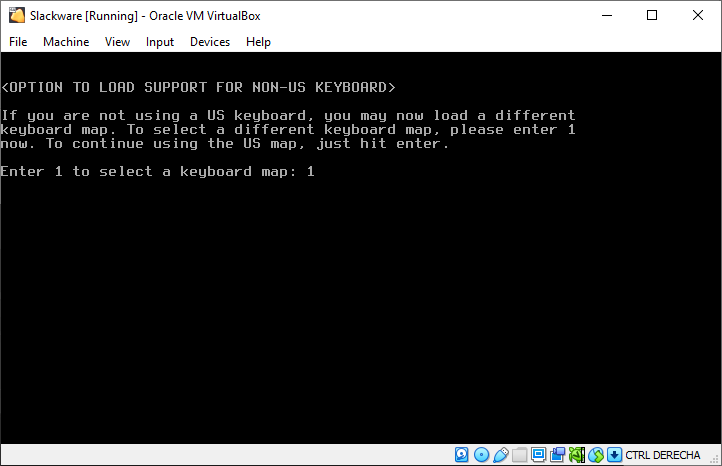 Slackware [Running] - Oracle VM VirtualBox
File Machine View Input Devices Help
<OPTION TO LOAD SUPPORT FOR NON-US KEYBOARD>
If you are not using a US keyboard, you may now load a different
keyboard map. To select a different keyboard map, please enter 1
now. To continue using the US map, just hit enter.
Enter 1 to select a keyboard map: 1
CTRL DERECHA